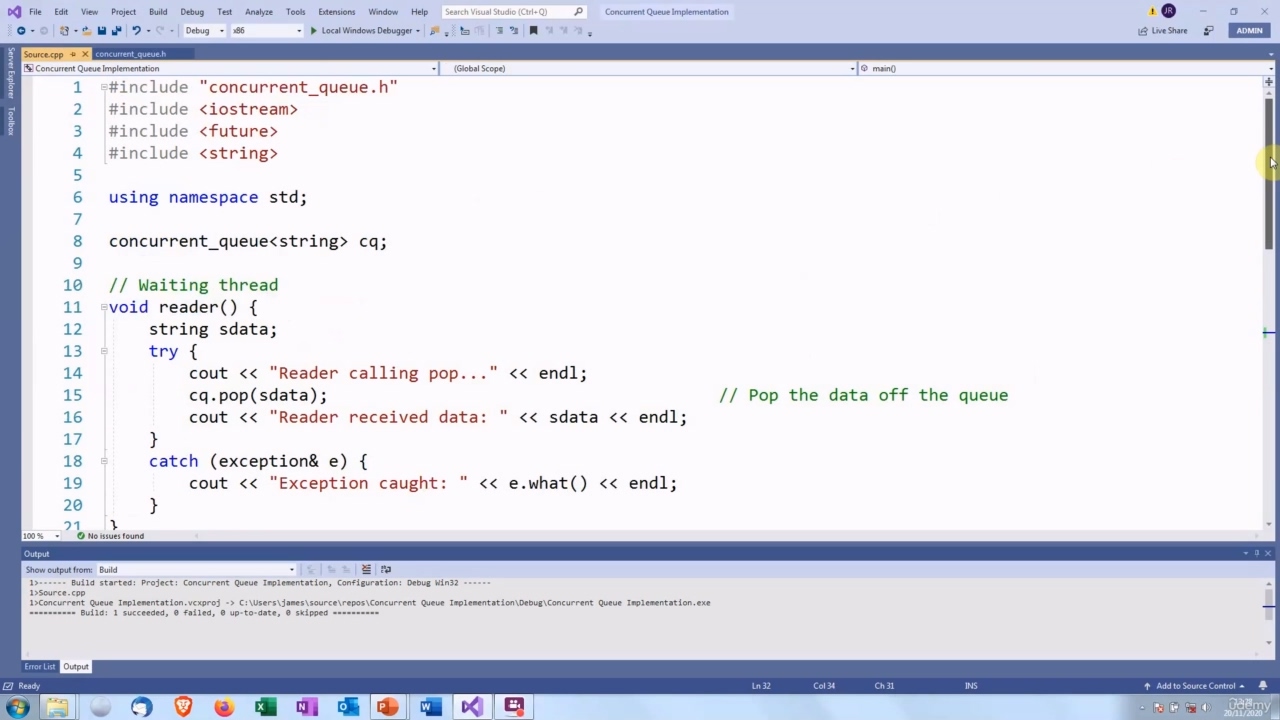 File Edit View Project Build Debug Test Analyze Tools Extensions Window Help Search Visual Studio (Ctrl+Q) Concurrent Queue Implementation JR
Debug x86 Local Windows Debugger Live Share ADMIN
Server Explorer
Toolbox
Source.cpp concurrent_queue.h
Concurrent Queue Implementation (Global Scope) main()
1 #include "concurrent_queue.h"
2 #include <iostream>
3 #include <future>
4 #include <string>
5
6 using namespace std;
7
8 concurrent_queue<string> cq;
9
10 // Waiting thread
11 void reader() {
12 string sdata;
13 try {
14 cout << "Reader calling pop..." << endl;
15 cq.pop(sdata); // Pop the data off the queue
16 cout << "Reader received data: " << sdata << endl;
17 }
18 catch (exception& e) {
19 cout << "Exception caught: " << e.what() << endl;
20 }
21 }
100 % No issues found
Output
Show output from: Build
1>------ Build started: Project: Concurrent Queue Implementation, Configuration: Debug Win32 ------
1>Source.cpp
1>Concurrent Queue Implementation.vcxproj -> C:\Users\james\source\repos\Concurrent Queue Implementation\Debug\Concurrent Queue Implementation.exe
========== Build: 1 succeeded, 0 failed, 0 up-to-date, 0 skipped ==========
Error List Output
Ready Ln 32 Col 34 Ch 31 INS Add to Source Control
udemy
20/11/2020